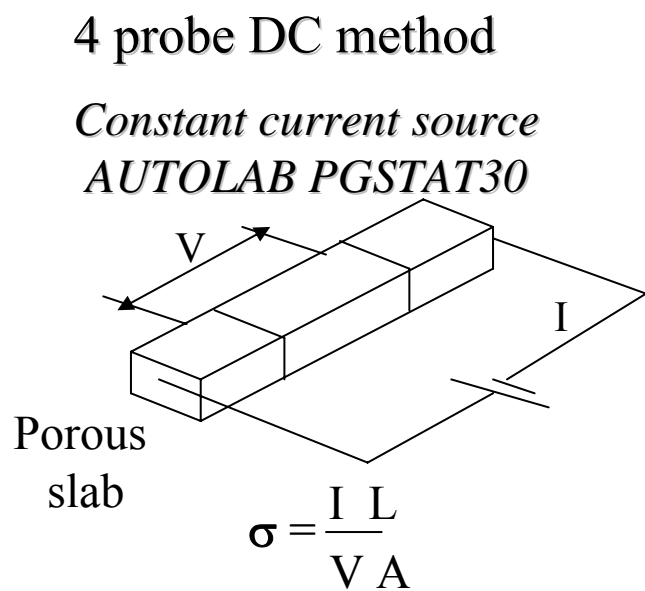 4 probe DC method
Constant current source
AUTOLAB PGSTAT30
V
I
Porous
slab
σ = I L
V A